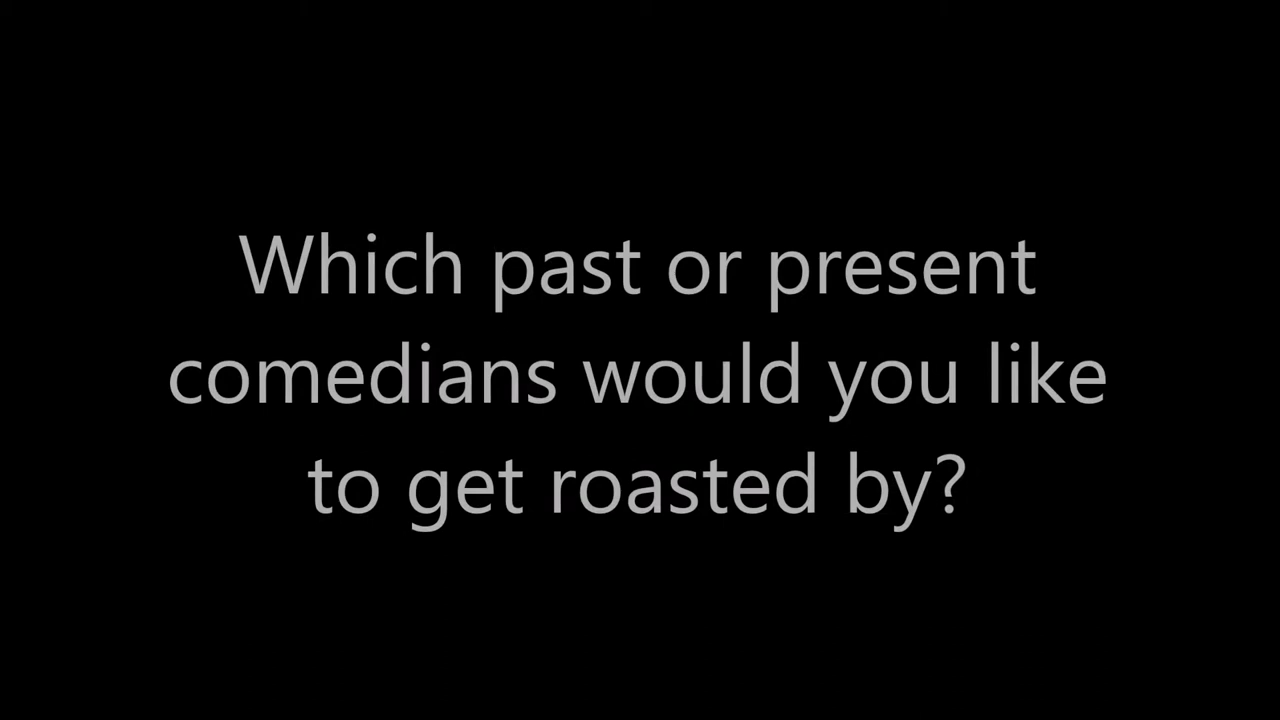 Which past or present
comedians would you like
to get roasted by?